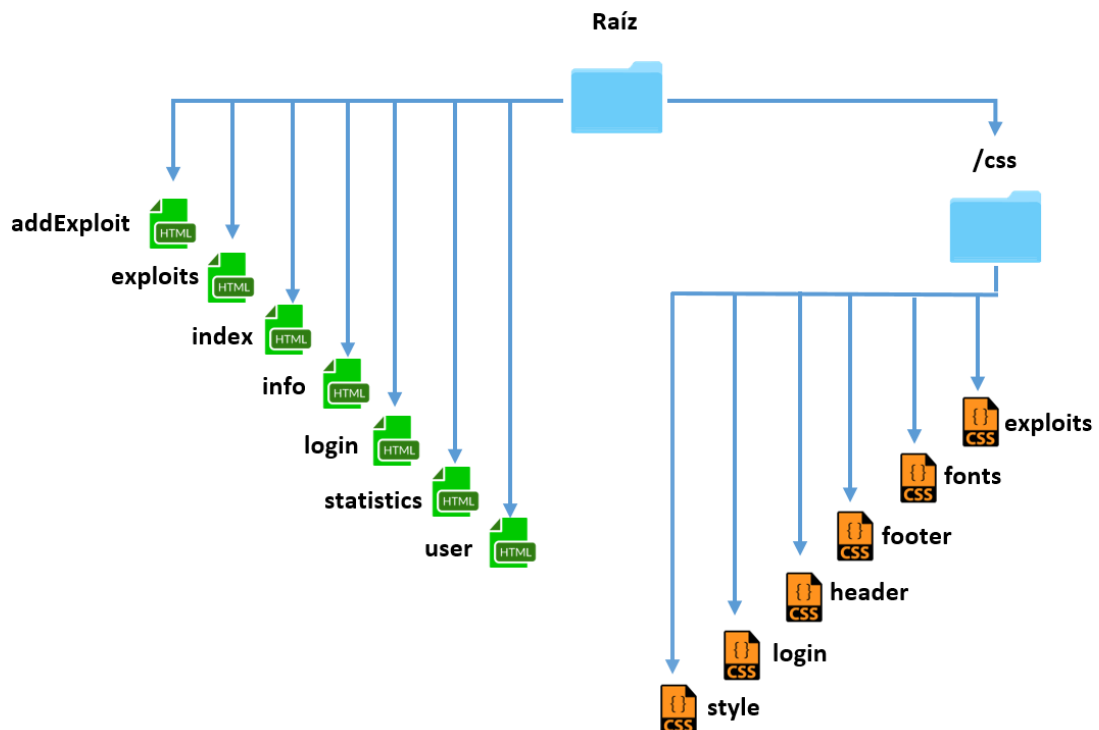 Raíz
/css
addExploit
HTML
exploits
HTML
index
HTML
info
HTML
login
HTML
statistics
HTML
user
HTML
{ }
CSS
exploits
{ }
CSS
fonts
{ }
CSS
footer
{ }
CSS
header
{ }
CSS
login
{ }
CSS
style